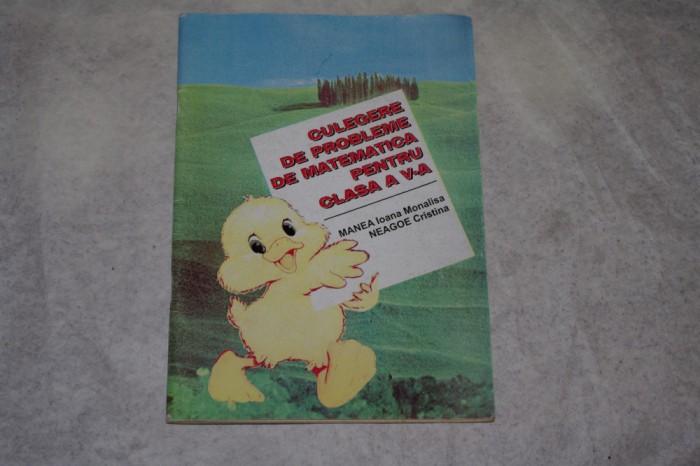 CULEGERE
DE PROBLEME
DE MATEMATICA
PENTRU
CLASA A V-A
MANEA Ioana Monalisa
NEAGOE Cristina